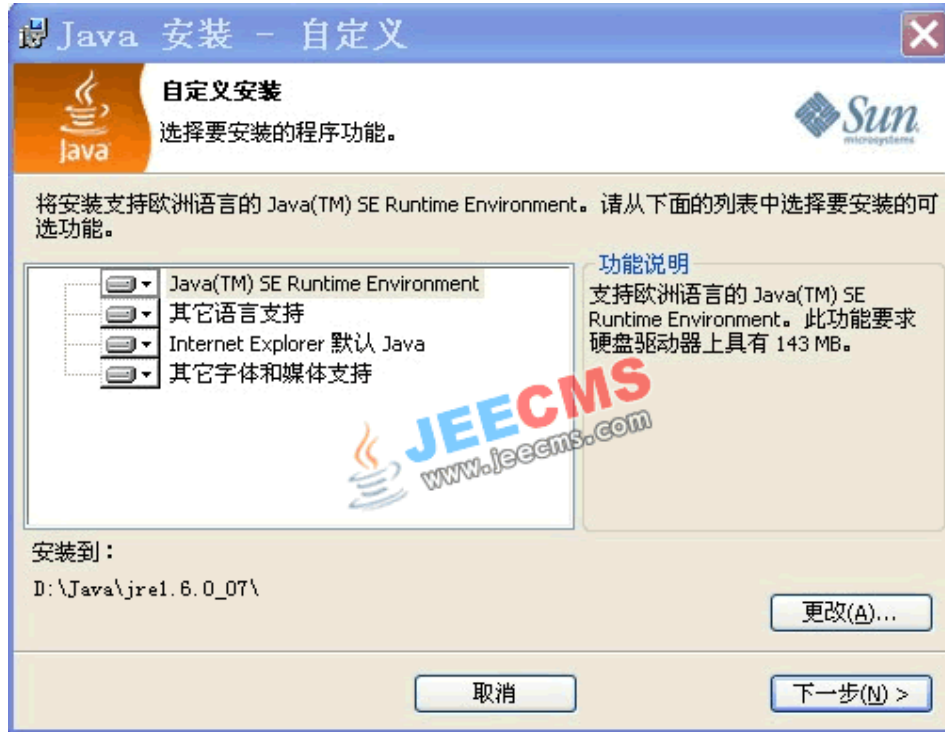 Java 安装 - 自定义
自定义安装
选择要安装的程序功能。
Java
Sun
microsystems
将安装支持欧洲语言的 Java(TM) SE Runtime Environment。请从下面的列表中选择要安装的可
选功能。
Java(TM) SE Runtime Environment
其它语言支持
Internet Explorer 默认 Java
其它字体和媒体支持
功能说明
支持欧洲语言的 Java(TM) SE
Runtime Environment。此功能要求
硬盘驱动器上具有 143 MB。
JEECMS
www.jeecms.com
安装到：
D:\Java\jre1.6.0_07\
更改(A)...
取消
下一步(N) >